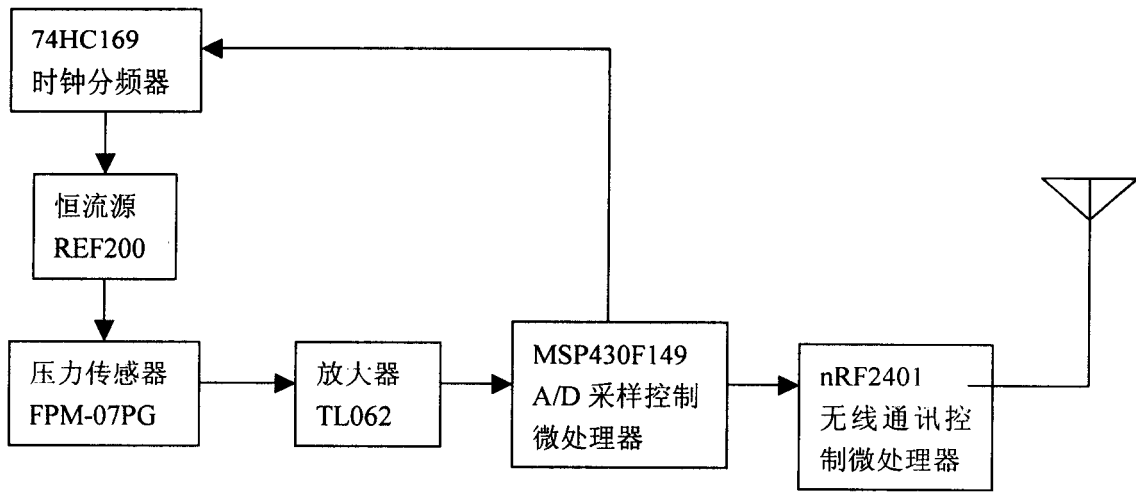 74HC169
时钟分频器
恒流源
REF200
压力传感器
FPM-07PG
放大器
TL062
MSP430F149
A/D 采样控制
微处理器
nRF2401
无线通讯控
制微处理器